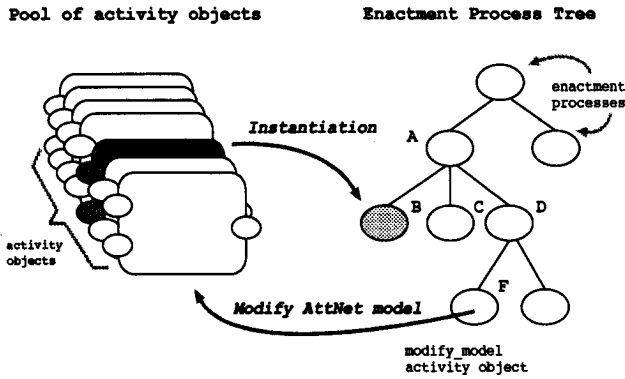 Pool of activity objects
Enactment Process Tree
enactment
processes
Instantiation
A
B
C
D
activity
objects
F
Modify AttNet model
modify_model
activity object